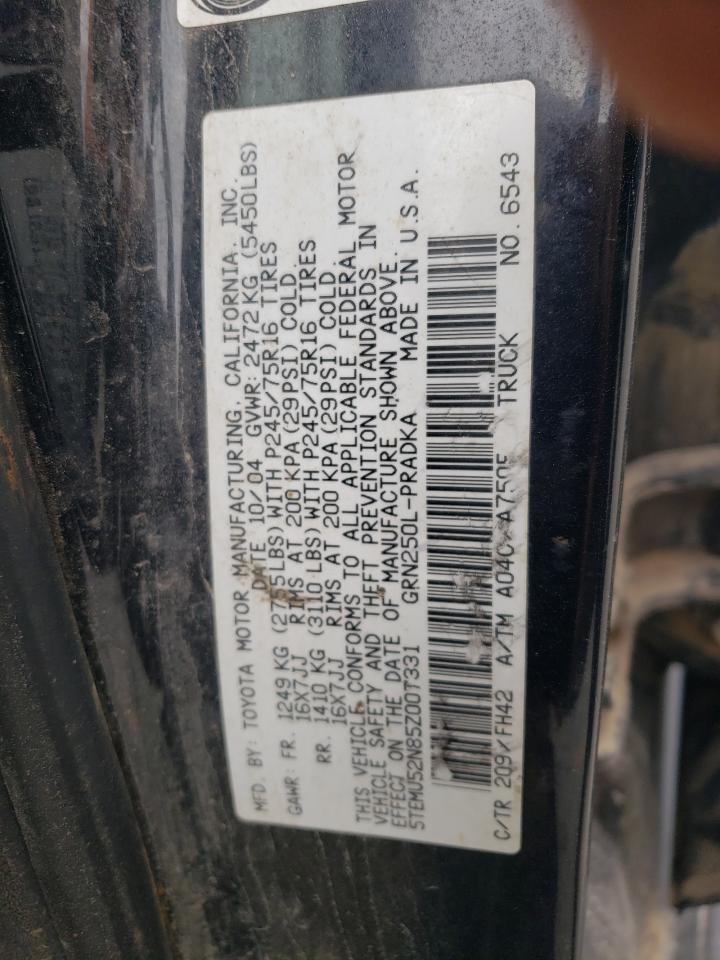 MFD. BY: TOYOTA MOTOR MANUFACTURING, CALIFORNIA, INC.
DATE 10/04 GVWR: 2472 KG (5450LBS)
GAWR: FR. 1249 KG (2755LBS) WITH P245/75R16 TIRES
16X7JJ RIMS AT 200 KPA (29PSI) COLD
RR. 1410 KG (3110 LBS) WITH P245/75R16 TIRES
16X7JJ RIMS AT 200 KPA (29PSI) COLD.
THIS VEHICLE CONFORMS TO ALL APPLICABLE FEDERAL MOTOR
VEHICLE SAFETY AND THEFT PREVENTION STANDARDS IN
EFFECT ON THE DATE OF MANUFACTURE SHOWN ABOVE.
5TEMU52N85Z00T331 GRN250L-PRADKA MADE IN U.S.A.
C/TR 209/FH42 A/TM A04C TRUCK NO. 6543